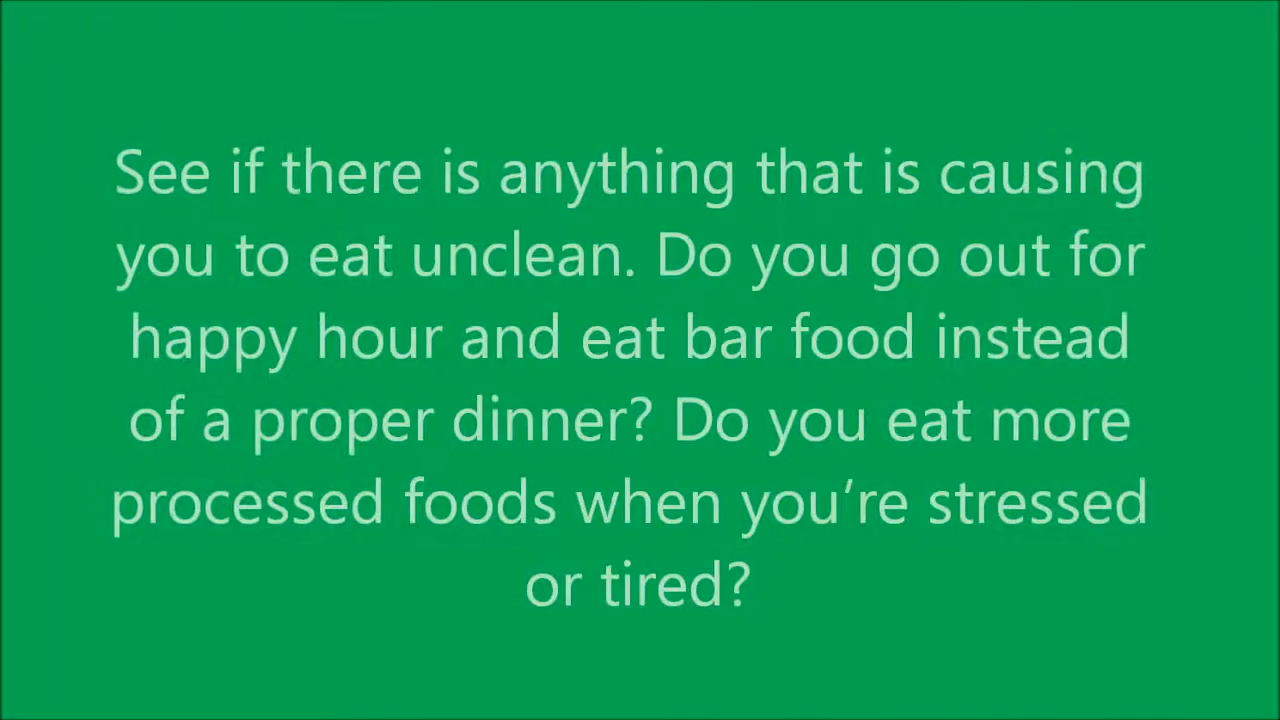 See if there is anything that is causing
you to eat unclean. Do you go out for
happy hour and eat bar food instead
of a proper dinner? Do you eat more
processed foods when you’re stressed
or tired?